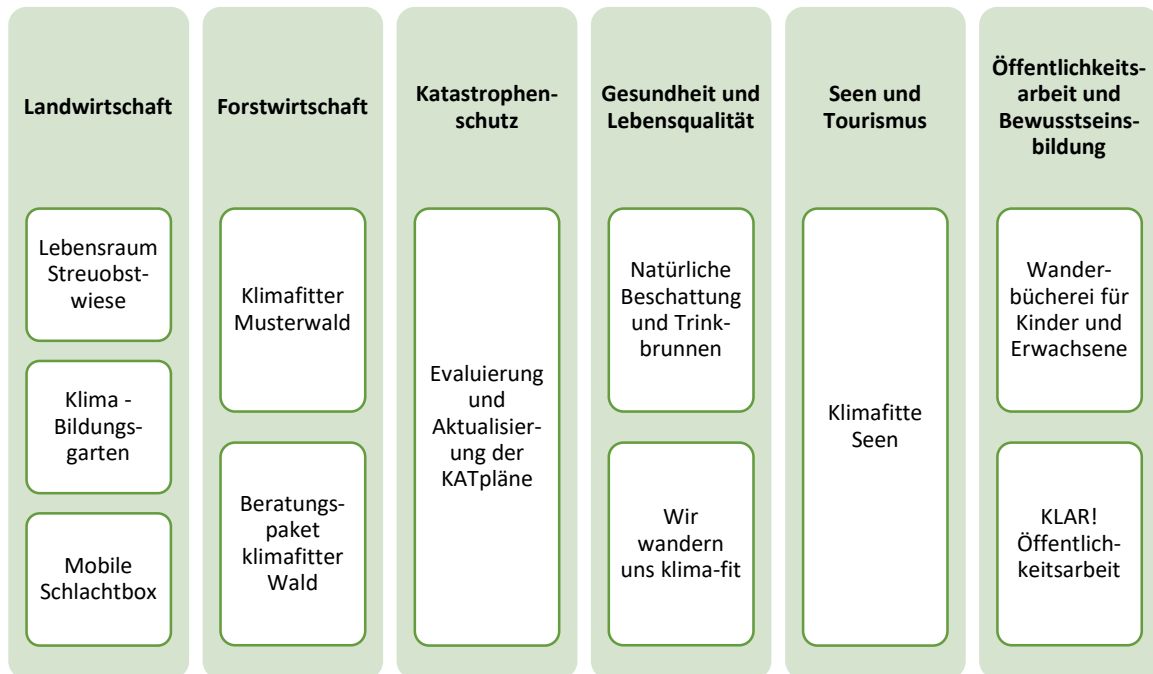 Landwirtschaft
Lebensraum
Streuobst-
wiese
Klima -
Bildungs-
garten
Mobile
Schlachtbox
Forstwirtschaft
Klimafitter
Musterwald
Beratungs-
paket
klimafitter
Wald
Katastrophen-
schutz
Evaluierung
und
Aktualisier-
ung der
KATpläne
Gesundheit und
Lebensqualität
Natürliche
Beschattung
und Trink-
brunnen
Wir
wandern
uns klima-fit
Seen und
Tourismus
Klimafitte
Seen
Öffentlichkeits-
arbeit und
Bewusstseins-
bildung
Wander-
bücherei für
Kinder und
Erwachsene
KLAR!
Öffentlich-
keitsarbeit